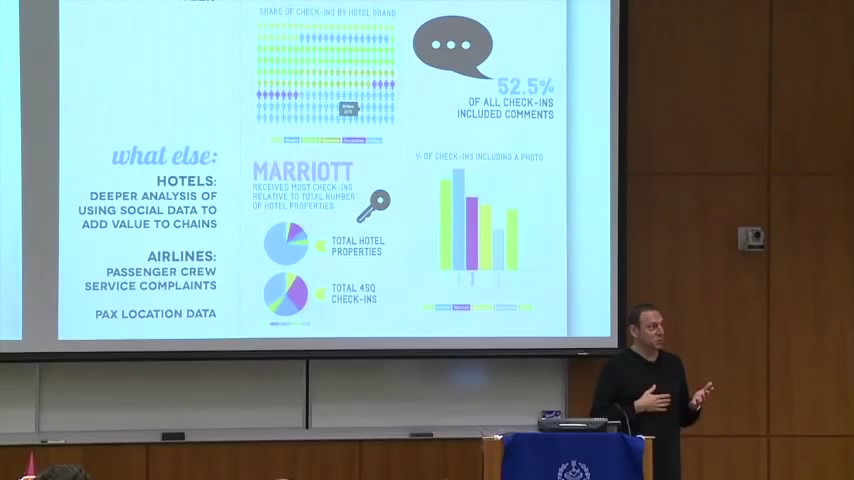 SHARE OF CHECK-INS BY HOTEL BRAND
52.5%
OF ALL CHECK-INS
INCLUDED COMMENTS
what else:
HOTELS:
DEEPER ANALYSIS OF
USING SOCIAL DATA TO
ADD VALUE TO CHAINS
AIRLINES:
PASSENGER CREW
SERVICE COMPLAINTS
PAX LOCATION DATA
MARRIOTT
RECEIVED MOST CHECK-INS
RELATIVE TO TOTAL NUMBER
OF HOTEL PROPERTIES
TOTAL HOTEL
PROPERTIES
TOTAL 4SQ
CHECK-INS
% OF CHECK-INS INCLUDING A PHOTO